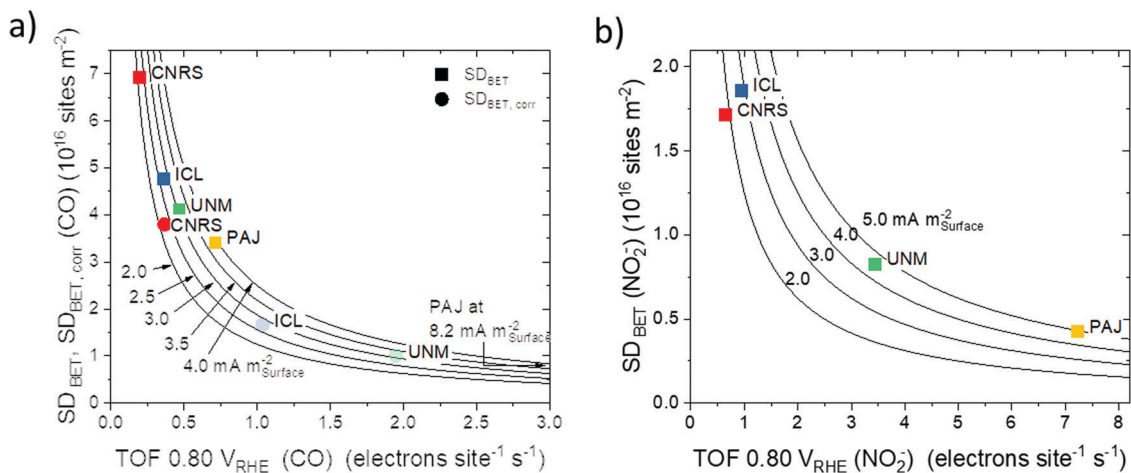 a)
SD_BET, SD_BET, corr (CO) (10^16 sites m^-2)
7
6
5
4
3
2
1
0
CNRS
■ SD_BET
● SD_BET, corr
ICL
UNM
CNRS
PAJ
2.0
2.5
3.0
3.5
4.0 mA m^-2_Surface
ICL
PAJ at
8.2 mA m^-2_Surface
UNM
0.0 0.5 1.0 1.5 2.0 2.5 3.0
TOF 0.80 V_RHE (CO) (electrons site^-1 s^-1)
b)
SD_BET (NO2^-) (10^16 sites m^-2)
2.0
1.5
1.0
0.5
0.0
ICL
CNRS
5.0 mA m^-2_Surface
4.0
3.0
2.0
UNM
PAJ
0 1 2 3 4 5 6 7 8
TOF 0.80 V_RHE (NO2^-) (electrons site^-1 s^-1)